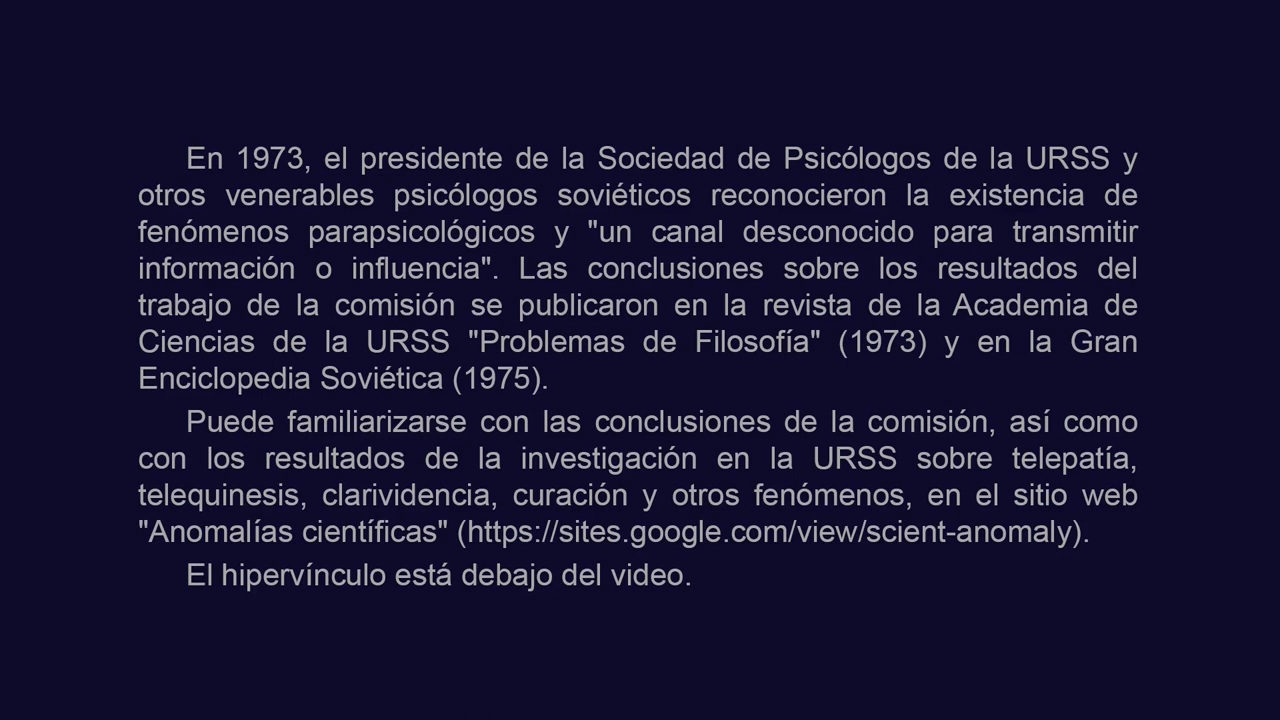 En 1973, el presidente de la Sociedad de Psicólogos de la URSS y
otros venerables psicólogos soviéticos reconocieron la existencia de
fenómenos parapsicológicos y "un canal desconocido para transmitir
información o influencia". Las conclusiones sobre los resultados del
trabajo de la comisión se publicaron en la revista de la Academia de
Ciencias de la URSS "Problemas de Filosofía" (1973) y en la Gran
Enciclopedia Soviética (1975).
Puede familiarizarse con las conclusiones de la comisión, así como
con los resultados de la investigación en la URSS sobre telepatía,
telequinesis, clarividencia, curación y otros fenómenos, en el sitio web
"Anomalías científicas" (https://sites.google.com/view/scient-anomaly).
El hipervínculo está debajo del video.